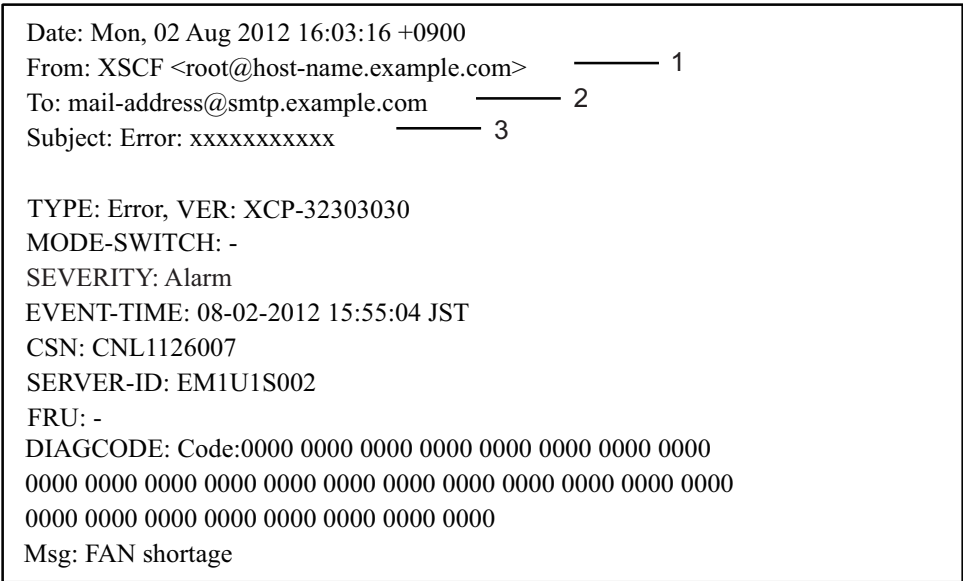 Date: Mon, 02 Aug 2012 16:03:16 +0900
From: XSCF <root@host-name.example.com> 1
To: mail-address@smtp.example.com 2
Subject: Error: xxxxxxxxxxx 3
TYPE: Error, VER: XCP-32303030
MODE-SWITCH: -
SEVERITY: Alarm
EVENT-TIME: 08-02-2012 15:55:04 JST
CSN: CNL1126007
SERVER-ID: EM1U1S002
FRU: -
DIAGCODE: Code:0000 0000 0000 0000 0000 0000 0000 0000
0000 0000 0000 0000 0000 0000 0000 0000 0000 0000 0000 0000
0000 0000 0000 0000 0000 0000 0000 0000
Msg: FAN shortage